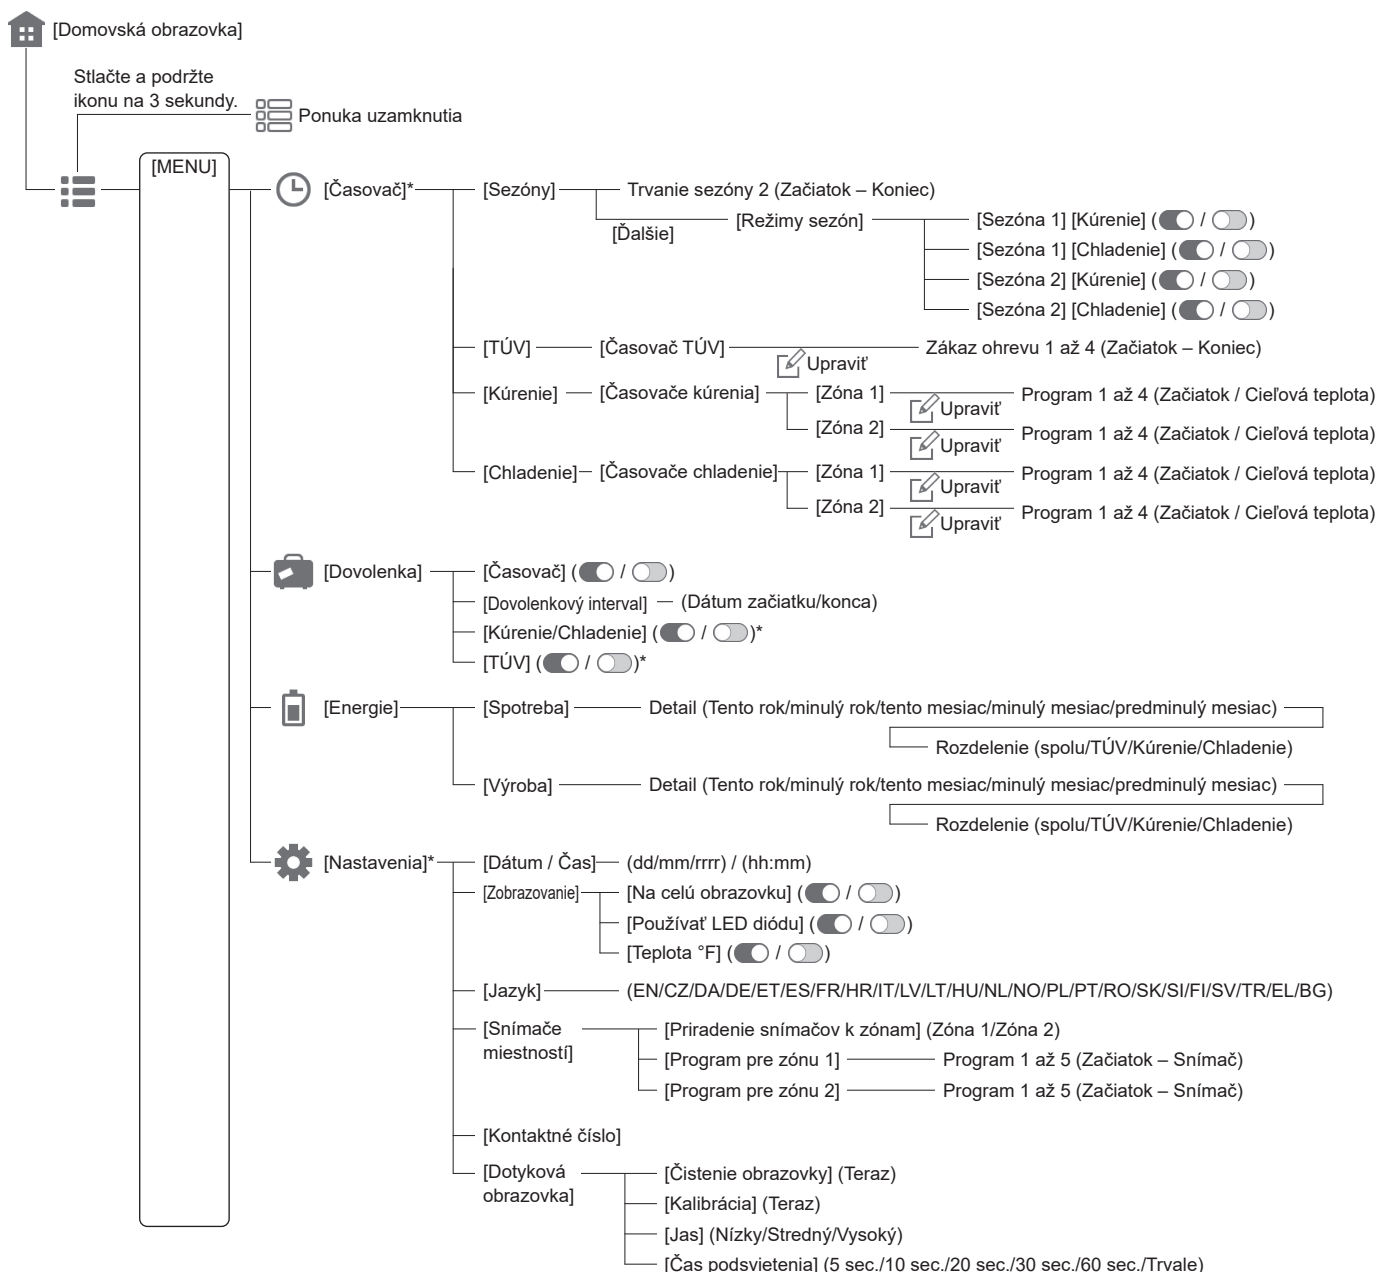 [Domovská obrazovka]
Stlačte a podržte
ikonu na 3 sekundy.
Ponuka uzamknutia
[MENU]
[Časovač]*
[Sezóny]
Trvanie sezóny 2 (Začiatok – Koniec)
[Ďalšie]
[Režimy sezón]
[Sezóna 1] [Kúrenie] ( / )
[Sezóna 1] [Chladenie] ( / )
[Sezóna 2] [Kúrenie] ( / )
[Sezóna 2] [Chladenie] ( / )
[TÚV]
[Časovač TÚV]
Upraviť
Zákaz ohrevu 1 až 4 (Začiatok – Koniec)
[Kúrenie]
[Časovače kúrenia]
[Zóna 1]
Upraviť
Program 1 až 4 (Začiatok / Cieľová teplota)
[Zóna 2]
Upraviť
Program 1 až 4 (Začiatok / Cieľová teplota)
[Chladenie]
[Časovače chladenie]
[Zóna 1]
Upraviť
Program 1 až 4 (Začiatok / Cieľová teplota)
[Zóna 2]
Upraviť
Program 1 až 4 (Začiatok / Cieľová teplota)
[Dovolenka]
[Časovač] ( / )
[Dovolenkový interval]
(Dátum začiatku/konca)
[Kúrenie/Chladenie] ( / )*
[TÚV] ( / )*
[Energie]
[Spotreba]
Detail (Tento rok/minulý rok/tento mesiac/minulý mesiac/predminulý mesiac)
Rozdelenie (spolu/TÚV/Kúrenie/Chladenie)
[Výroba]
Detail (Tento rok/minulý rok/tento mesiac/minulý mesiac/predminulý mesiac)
Rozdelenie (spolu/TÚV/Kúrenie/Chladenie)
[Nastavenia]*
[Dátum / Čas]
(dd/mm/rrrr) / (hh:mm)
[Zobrazovanie]
[Na celú obrazovku] ( / )
[Používať LED diódu] ( / )
[Teplota °F] ( / )
[Jazyk]
(EN/CZ/DA/DE/ET/ES/FR/HR/IT/LV/LT/HU/NL/NO/PL/PT/RO/SK/SI/FI/SV/TR/EL/BG)
[Snímače
miestností]
[Priradenie snímačov k zónam] (Zóna 1/Zóna 2)
[Program pre zónu 1]
Program 1 až 5 (Začiatok – Snímač)
[Program pre zónu 2]
Program 1 až 5 (Začiatok – Snímač)
[Kontaktné číslo]
[Dotyková
obrazovka]
[Čistenie obrazovky] (Teraz)
[Kalibrácia] (Teraz)
[Jas] (Nízky/Stredný/Vysoký)
[Čas podsvietenia] (5 sec./10 sec./20 sec./30 sec./60 sec./Trvale)